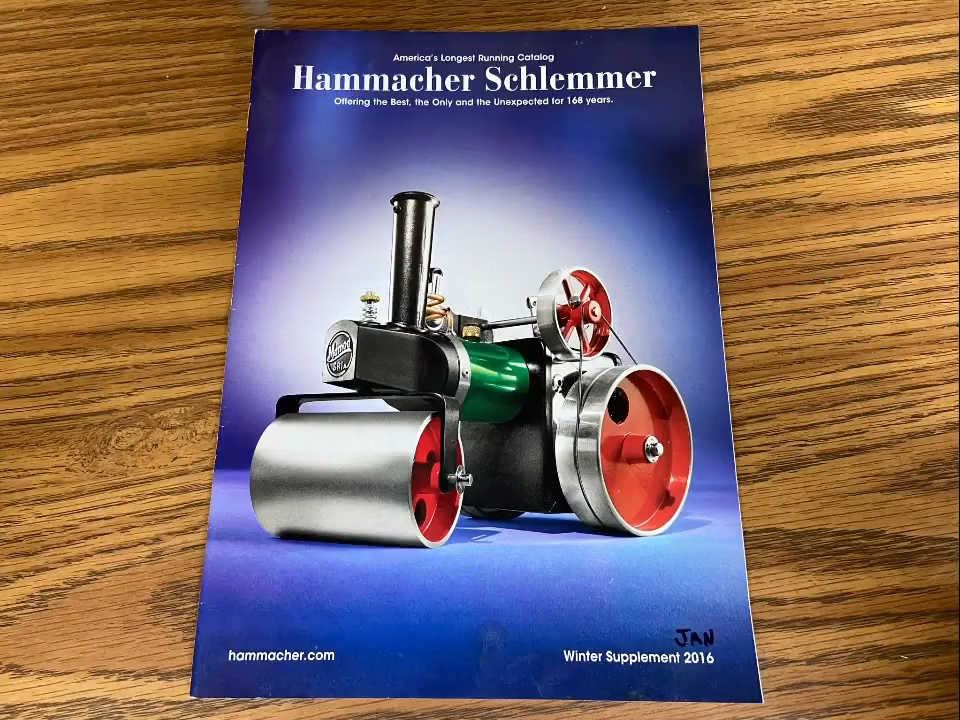 America's Longest Running Catalog
Hammacher Schlemmer
Offering the Best, the Only and the Unexpected for 168 years.
Mamod
hammacher.com
JAN
Winter Supplement 2016